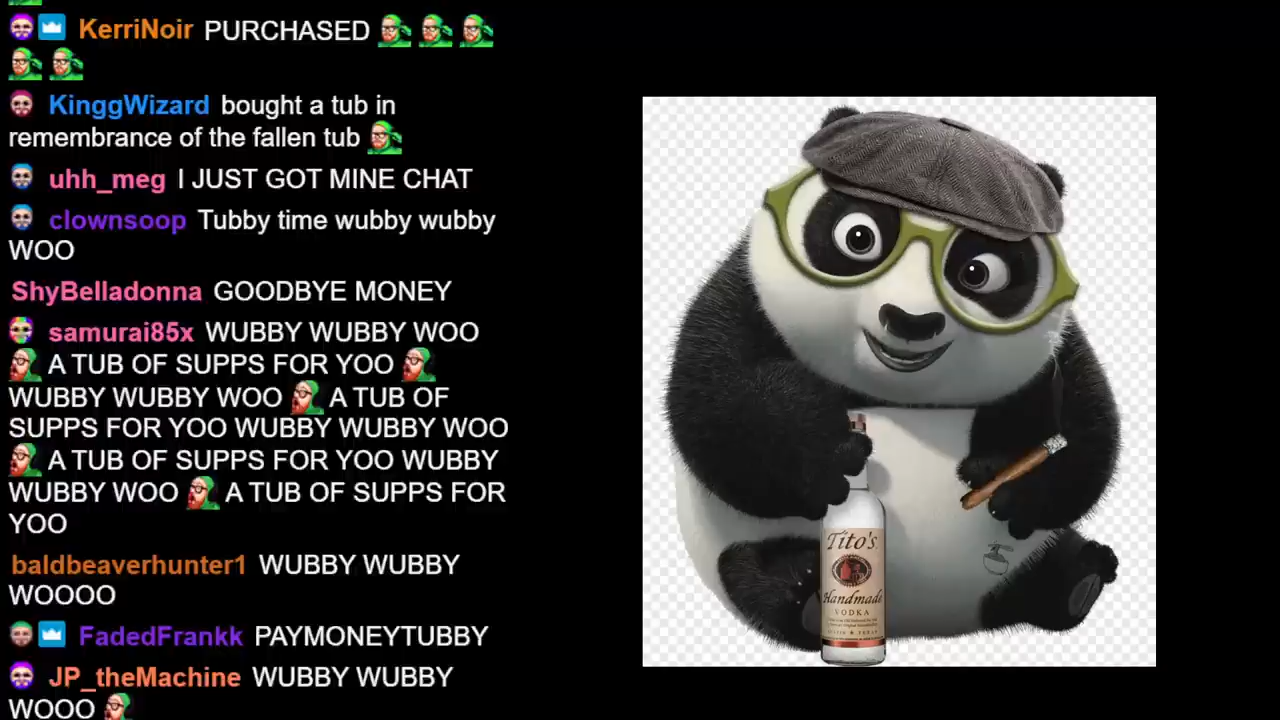 KerriNoir PURCHASED
KinggWizard bought a tub in
remembrance of the fallen tub
uhh_meg I JUST GOT MINE CHAT
clownsoop Tubby time wubby wubby
WOO
ShyBelladonna GOODBYE MONEY
samurai85x WUBBY WUBBY WOO
A TUB OF SUPPS FOR YOO
WUBBY WUBBY WOO A TUB OF
SUPPS FOR YOO WUBBY WUBBY WOO
A TUB OF SUPPS FOR YOO WUBBY
WUBBY WOO A TUB OF SUPPS FOR
YOO
baldbeaverhunter1 WUBBY WUBBY
WOOOO
FadedFrankk PAYMONEYTUBBY
JP_theMachine WUBBY WUBBY
WOOO
Tito's
Handmade
VODKA